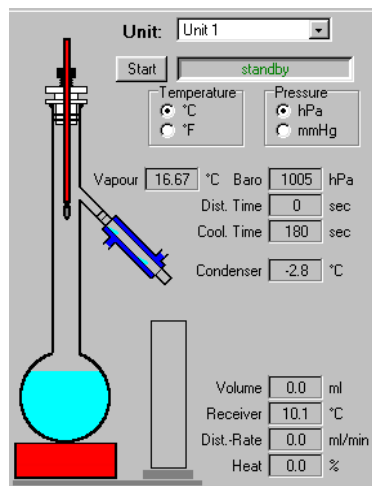 Unit: Unit 1
Start standby
Temperature Pressure
°C hPa
°F mmHg
Vapour 16.67 °C Baro 1005 hPa
Dist. Time 0 sec
Cool. Time 180 sec
Condenser -2.8 °C
Volume 0.0 ml
Receiver 10.1 °C
Dist.-Rate 0.0 ml/min
Heat 0.0 %